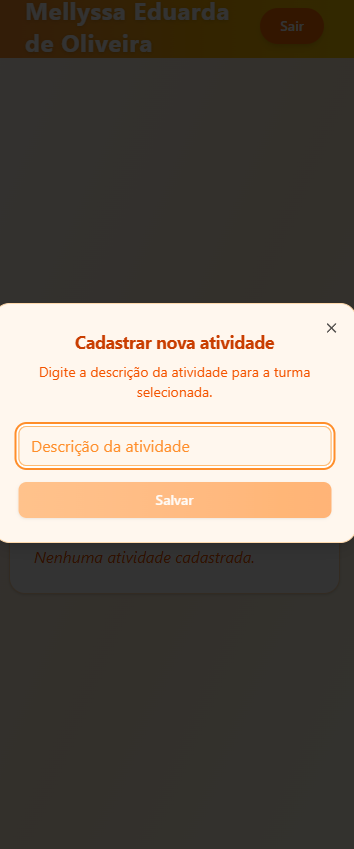 Mellyssa Eduarda
de Oliveira
Sair
Cadastrar nova atividade
Digite a descrição da atividade para a turma
selecionada.
Descrição da atividade
Salvar
Nenhuma atividade cadastrada.